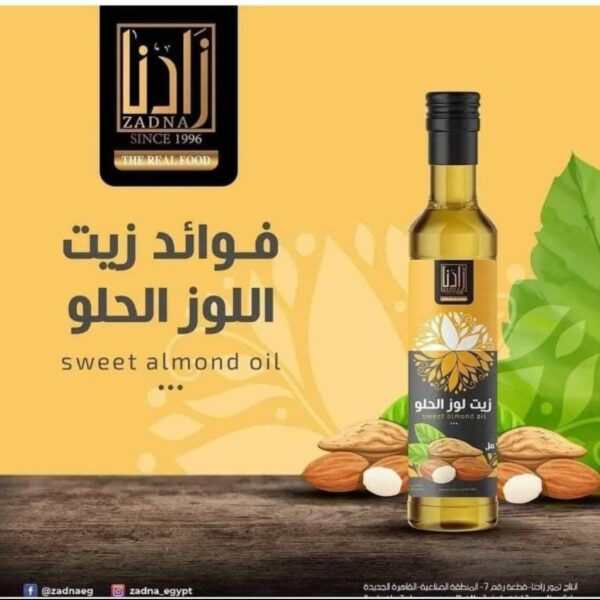 زادنا
ZADNA
SINCE 1996
THE REAL FOOD
فوائد زيت
اللوز الحلو
sweet almond oil
زادنا
زيت لوز الحلو
sweet almond oil
مل
@zadnaeg
zadna_egypt
انتاج تمور زادنا-قطعة رقم 7- المنطقة الصناعية-القاهرة الجديدة